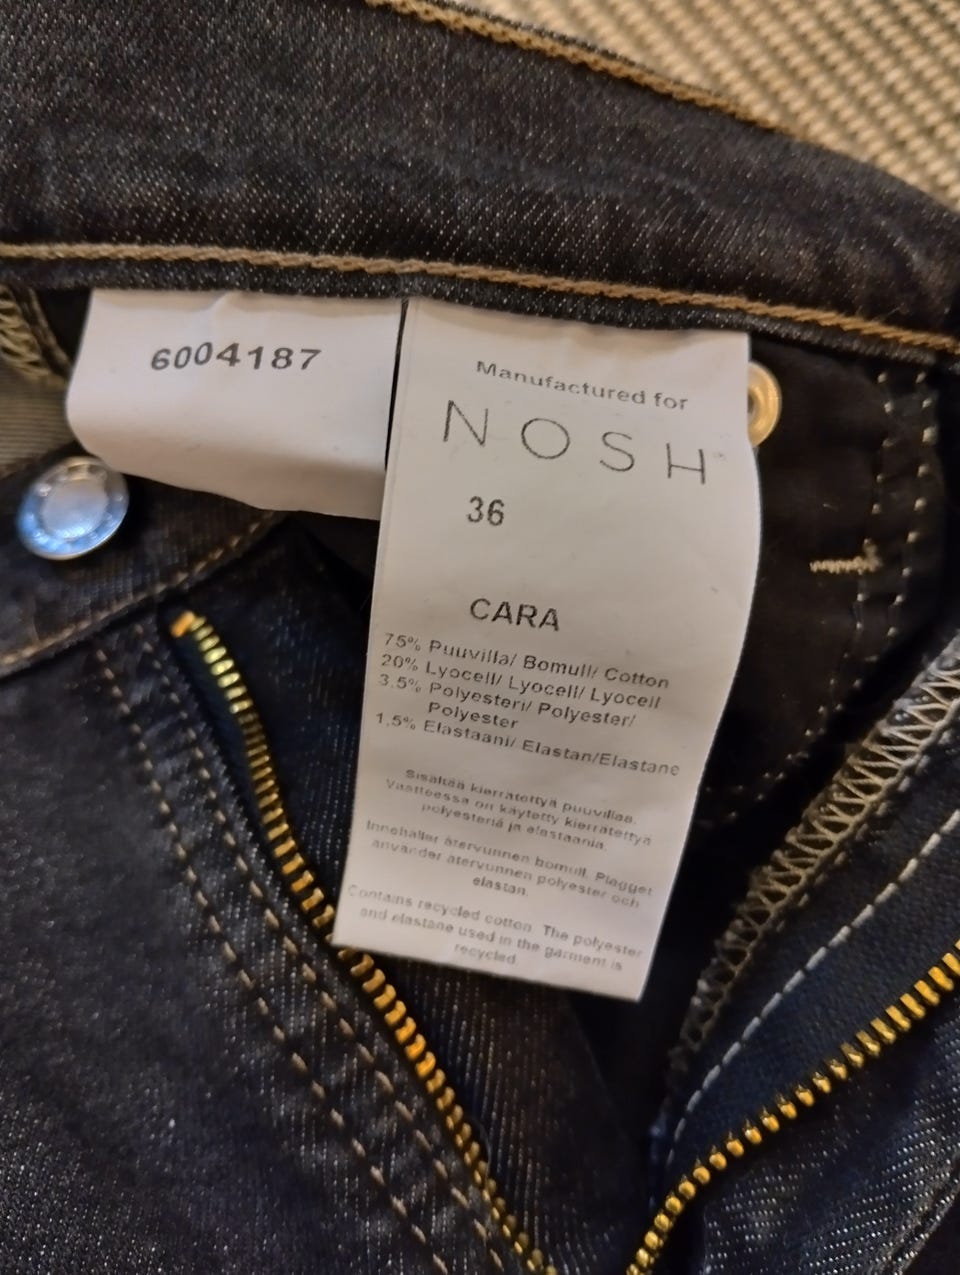 6004187
Manufactured for
NOSH
36
CARA
75% Puuvilla/ Bomull/ Cotton
20% Lyocell/ Lyocell/ Lyocell
3.5% Polyesteri/ Polyester/
Polyester
1.5% Elastaani/ Elastan/Elastane
Sisältää kierrätettyä puuvillaa.
Vaatteessa on käytetty kierrätettyä
polyesteriä ja elastaania.
Innehåller återvunnen bomull. Plagget
använder återvunnen polyester och
elastan.
Contains recycled cotton. The polyester
and elastane used in the garment is
recycled.